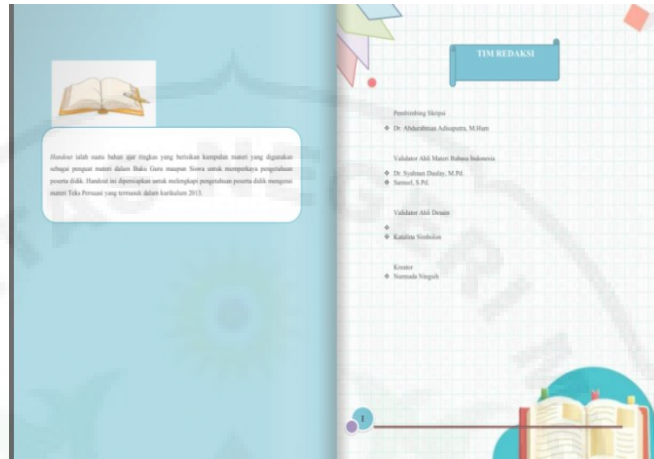 Handout ialah suatu bahan ajar ringkas yang berisikan kumpulan materi yang digunakan
sebagai penguat materi dalam Buku Guru maupun Siswa untuk memperkaya pengetahuan
peserta didik. Handout ini dipersiapkan untuk melengkapi pengetahuan peserta didik mengenai
materi Teks Persuasi yang termasuk dalam kurikulum 2013.
TIM REDAKSI
Pembimbing Skripsi
❖ Dr. Abdurahman Adisaputra, M.Hum
Validator Ahli Materi Bahasa Indonesia
❖ Dr. Syahnan Daulay, M.Pd.
❖ Samuel, S.Pd.
Validator Ahli Desain
❖
❖ Katalina Simbolon
Kreator
❖ Nurmada Ningsih
1